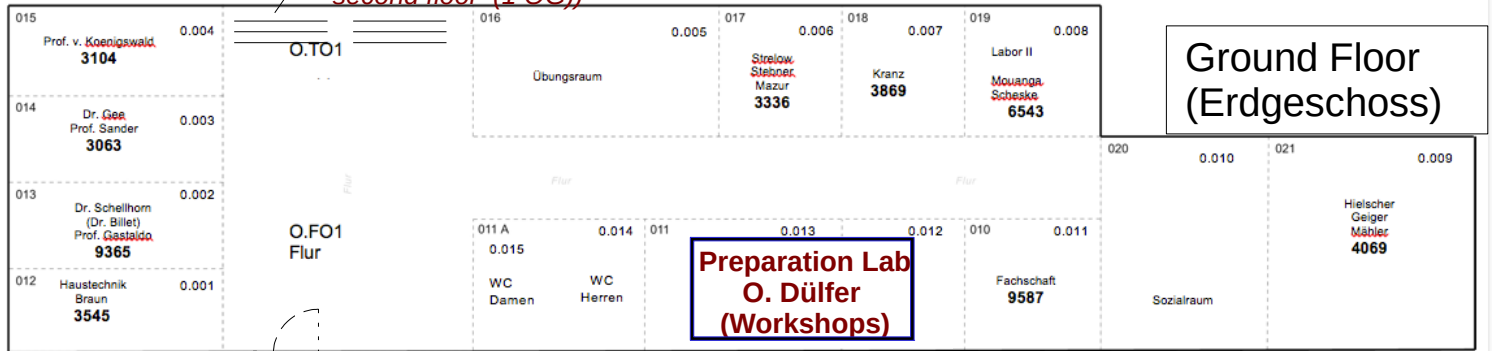 second floor (1 OG))
015
0.004
Prof. v. Koenigswald
3104
014
0.003
Dr. Gee
Prof. Sander
3063
013
0.002
Dr. Schellhorn
(Dr. Billet)
Prof. Gastaldo
9365
012
0.001
Haustechnik
Braun
3545
O.TO1
O.FO1
Flur
Flur
016
0.005
Übungsraum
017
0.006
Strelow
Stebner
Mazur
3336
018
0.007
Kranz
3869
019
0.008
Labor II
Mouanga
Scheske
6543
Ground Floor
(Erdgeschoss)
Flur
Flur
011 A
0.014
0.015
WC
Damen
WC
Herren
011
0.013
0.012
Preparation Lab
O. Dülfer
(Workshops)
010
0.011
Fachschaft
9587
020
0.010
Sozialraum
021
0.009
Hielscher
Geiger
Mähler
4069